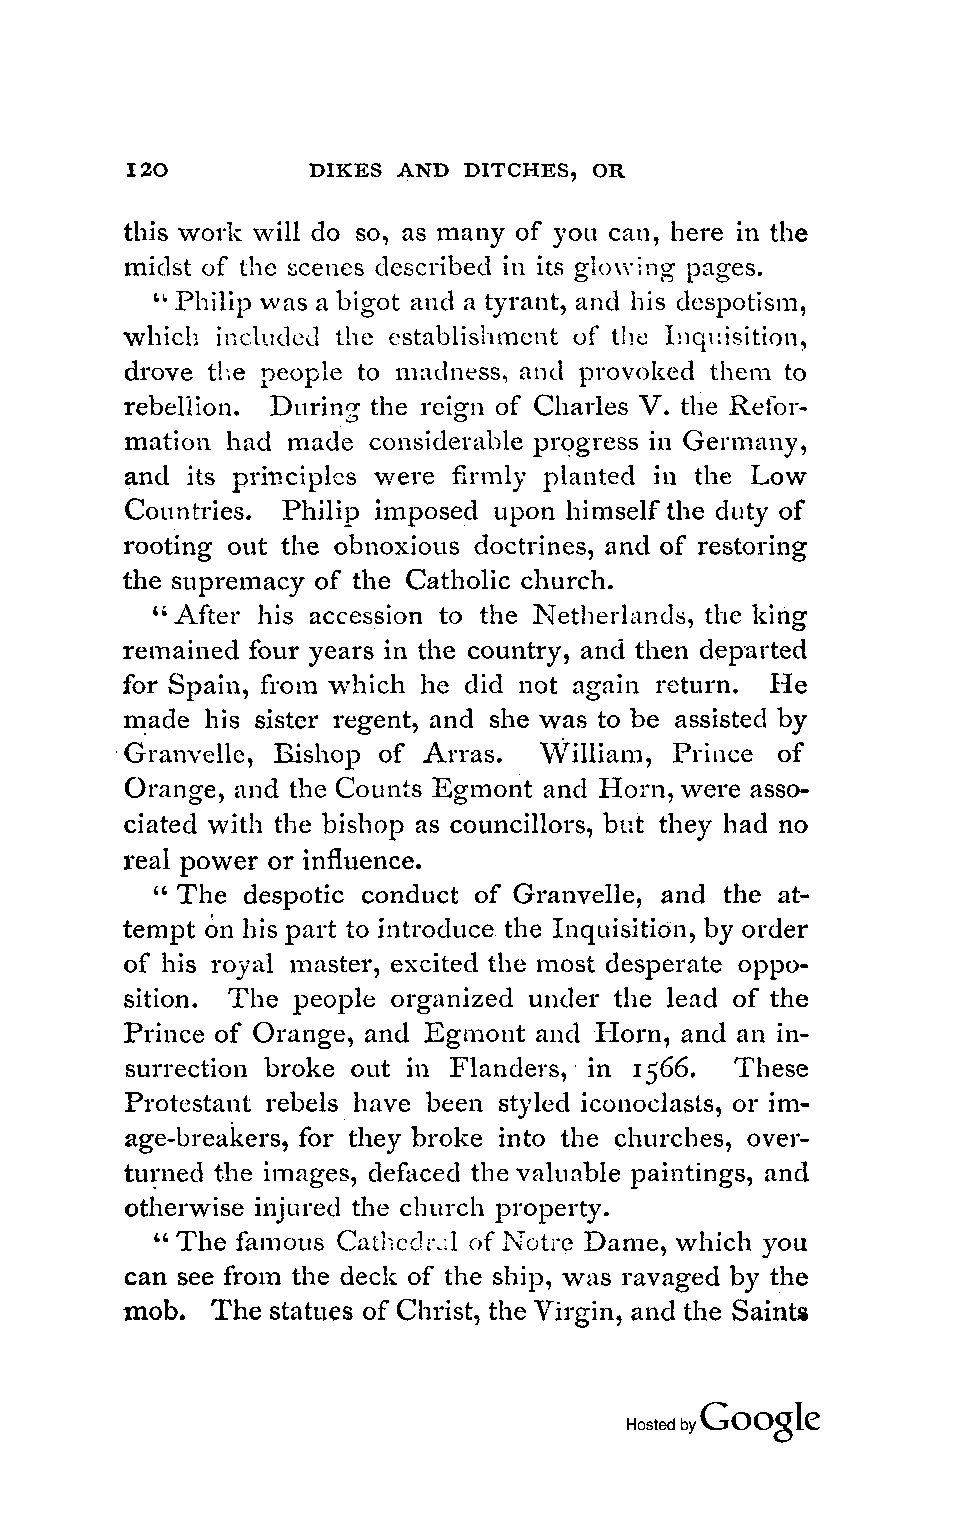 120 DIKES AND DITCHES, OR
this work will do so, as many of you can, here in the
midst of the scenes described in its glowing pages.
“Philip was a bigot and a tyrant, and his despotism,
which included the establishment of the Inquisition,
drove the people to madness, and provoked them to
rebellion. During the reign of Charles V. the Refor-
mation had made considerable progress in Germany,
and its principles were firmly planted in the Low
Countries. Philip imposed upon himself the duty of
rooting out the obnoxious doctrines, and of restoring
the supremacy of the Catholic church.
“After his accession to the Netherlands, the king
remained four years in the country, and then departed
for Spain, from which he did not again return. He
made his sister regent, and she was to be assisted by
Granvelle, Bishop of Arras. William, Prince of
Orange, and the Counts Egmont and Horn, were asso-
ciated with the bishop as councillors, but they had no
real power or influence.
“The despotic conduct of Granvelle, and the at-
tempt on his part to introduce the Inquisition, by order
of his royal master, excited the most desperate oppo-
sition. The people organized under the lead of the
Prince of Orange, and Egmont and Horn, and an in-
surrection broke out in Flanders, in 1566. These
Protestant rebels have been styled iconoclasts, or im-
age-breakers, for they broke into the churches, over-
turned the images, defaced the valuable paintings, and
otherwise injured the church property.
“The famous Cathedral of Notre Dame, which you
can see from the deck of the ship, was ravaged by the
mob. The statues of Christ, the Virgin, and the Saints
Hosted by Google